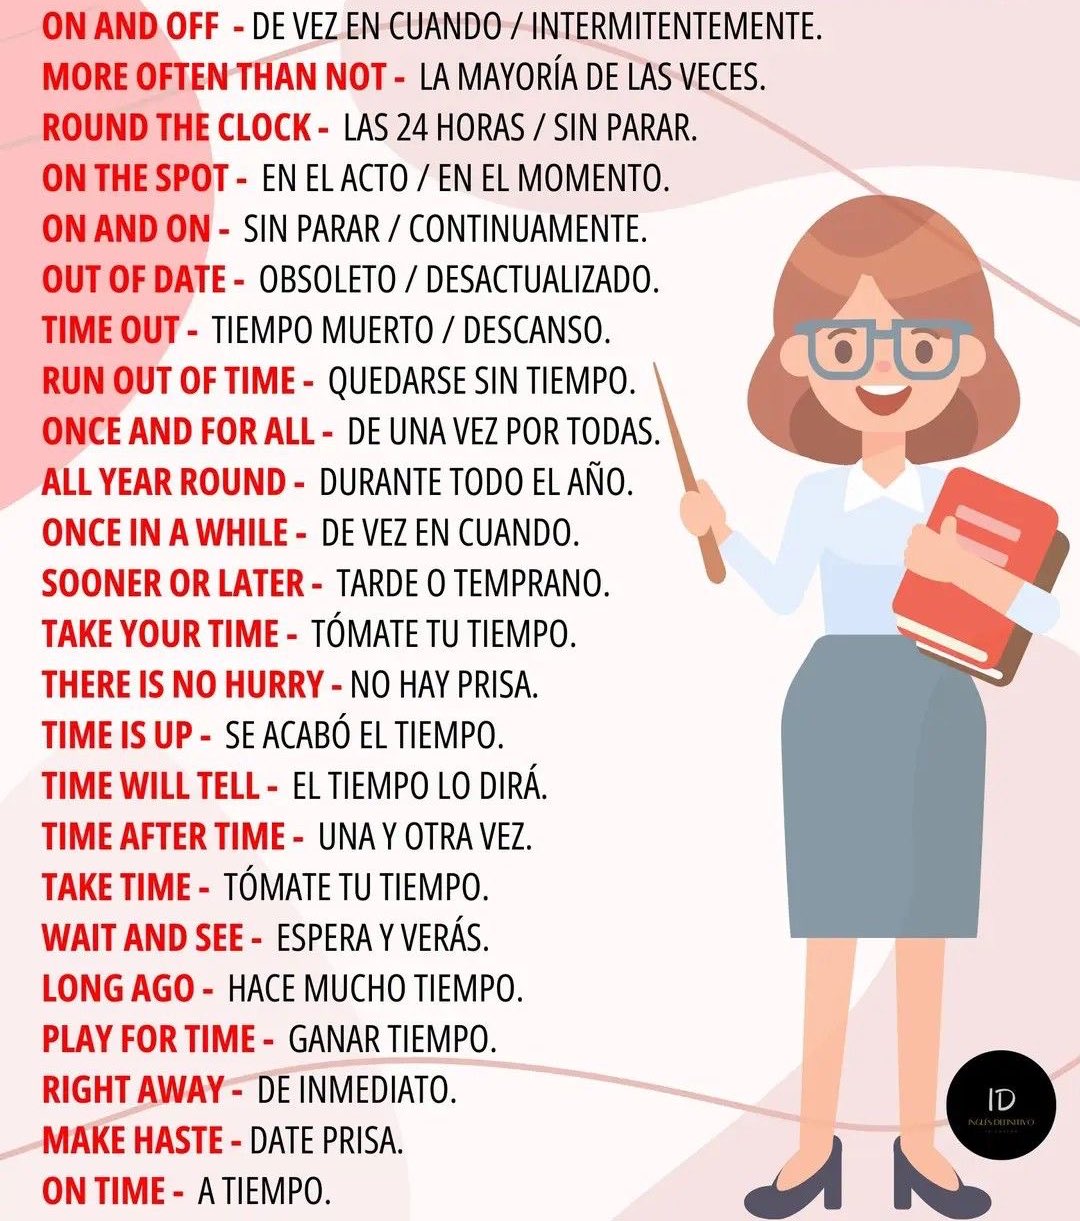 ON AND OFF - DE VEZ EN CUANDO / INTERMITENTEMENTE.
MORE OFTEN THAN NOT - LA MAYORÍA DE LAS VECES.
ROUND THE CLOCK - LAS 24 HORAS / SIN PARAR.
ON THE SPOT - EN EL ACTO / EN EL MOMENTO.
ON AND ON - SIN PARAR / CONTINUAMENTE.
OUT OF DATE - OBSOLETO / DESACTUALIZADO.
TIME OUT - TIEMPO MUERTO / DESCANSO.
RUN OUT OF TIME - QUEDARSE SIN TIEMPO.
ONCE AND FOR ALL - DE UNA VEZ POR TODAS.
ALL YEAR ROUND - DURANTE TODO EL AÑO.
ONCE IN A WHILE - DE VEZ EN CUANDO.
SOONER OR LATER - TARDE O TEMPRANO.
TAKE YOUR TIME - TÓMATE TU TIEMPO.
THERE IS NO HURRY - NO HAY PRISA.
TIME IS UP - SE ACABÓ EL TIEMPO.
TIME WILL TELL - EL TIEMPO LO DIRÁ.
TIME AFTER TIME - UNA Y OTRA VEZ.
TAKE TIME - TÓMATE TU TIEMPO.
WAIT AND SEE - ESPERA Y VERÁS.
LONG AGO - HACE MUCHO TIEMPO.
PLAY FOR TIME - GANAR TIEMPO.
RIGHT AWAY - DE INMEDIATO.
MAKE HASTE - DATE PRISA.
ON TIME - A TIEMPO.
ID
INGLÉS DEFINITIVO